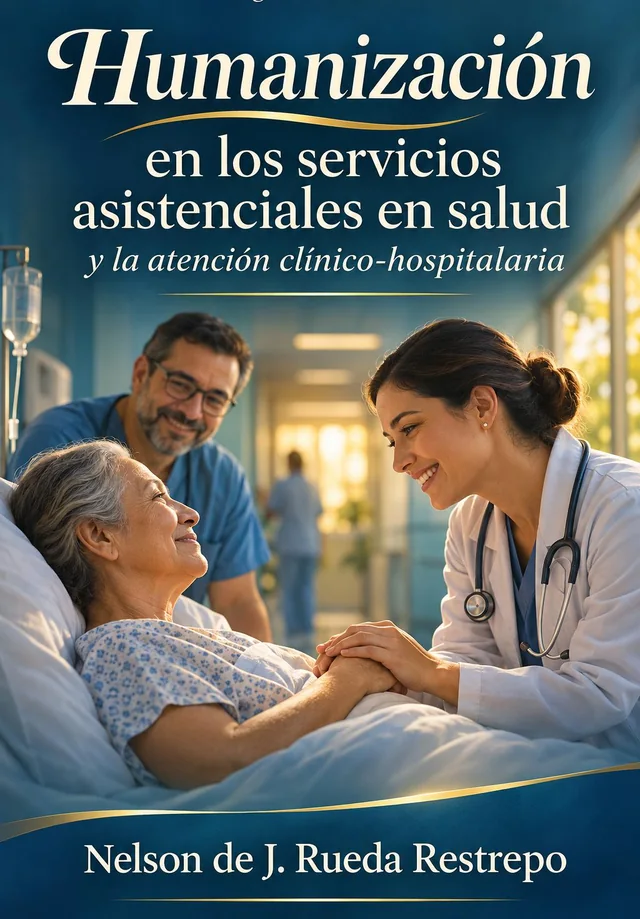 Humanización
en los servicios
asistenciales en salud
y la atención clínico-hospitalaria
Nelson de J. Rueda Restrepo